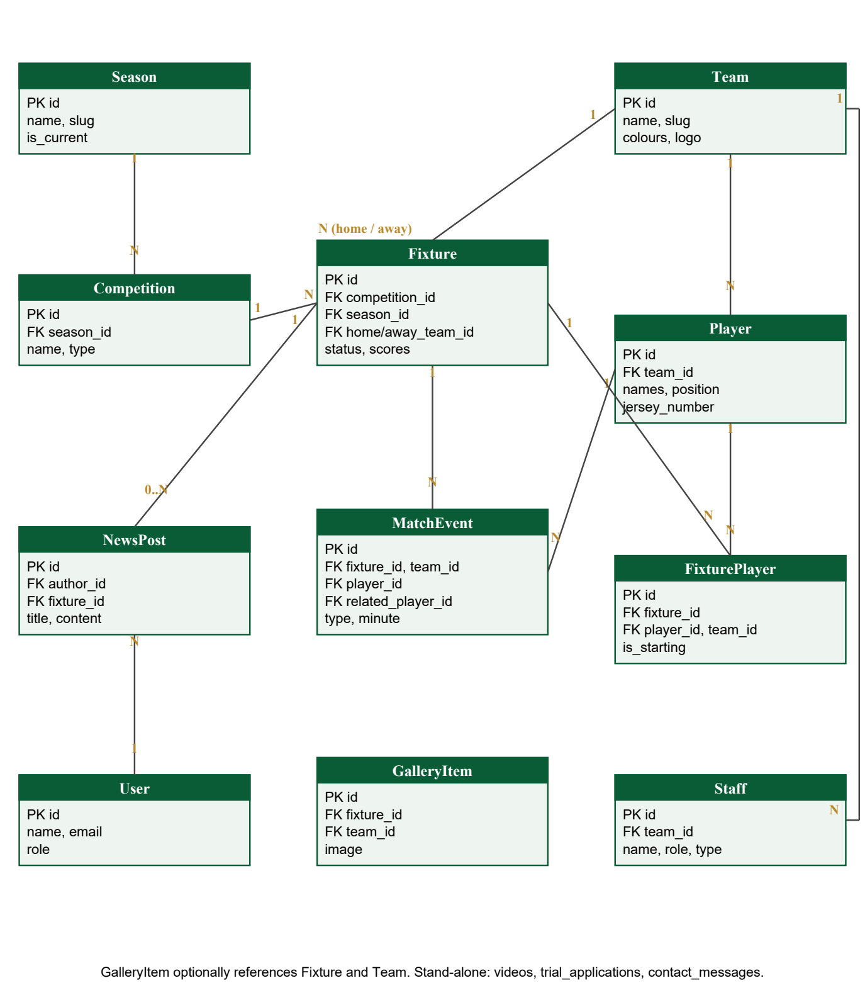 Season
PK id
name, slug
is_current
1
N
Team
PK id
name, slug
colours, logo
1
1
1
N
N (home / away)
Fixture
PK id
FK competition_id
FK season_id
FK home/away_team_id
status, scores
N
1
1
1
N
Competition
PK id
FK season_id
name, type
1
Player
PK id
FK team_id
names, position
jersey_number
1
1
N
N
0..N
NewsPost
PK id
FK author_id
FK fixture_id
title, content
N
1
MatchEvent
PK id
FK fixture_id, team_id
FK player_id
FK related_player_id
type, minute
N
FixturePlayer
PK id
FK fixture_id
FK player_id, team_id
is_starting
User
PK id
name, email
role
GalleryItem
PK id
FK fixture_id
FK team_id
image
Staff
PK id
FK team_id
name, role, type
N
GalleryItem optionally references Fixture and Team. Stand-alone: videos, trial_applications, contact_messages.